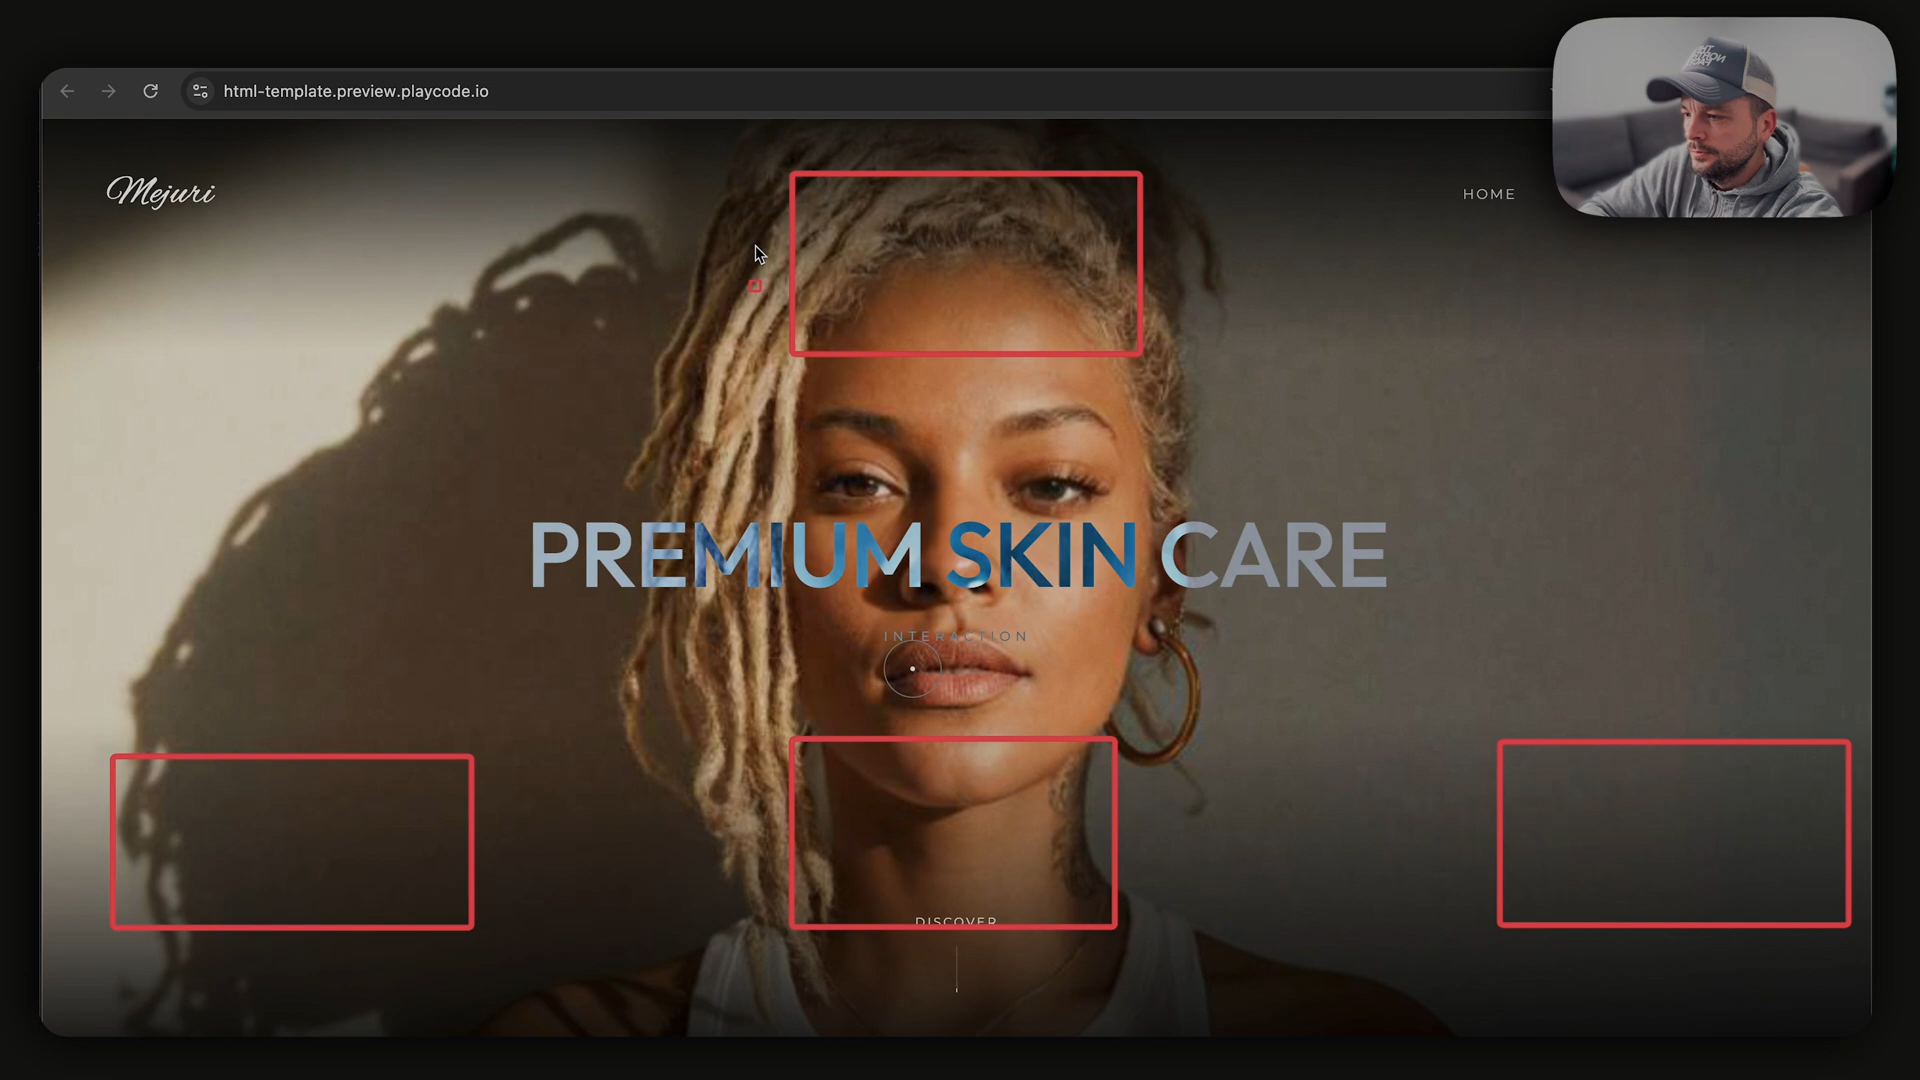 html-template.preview.playcode.io
Mejuri
HOME
PREMIUM SKIN CARE
INTERACTION
DISCOVER